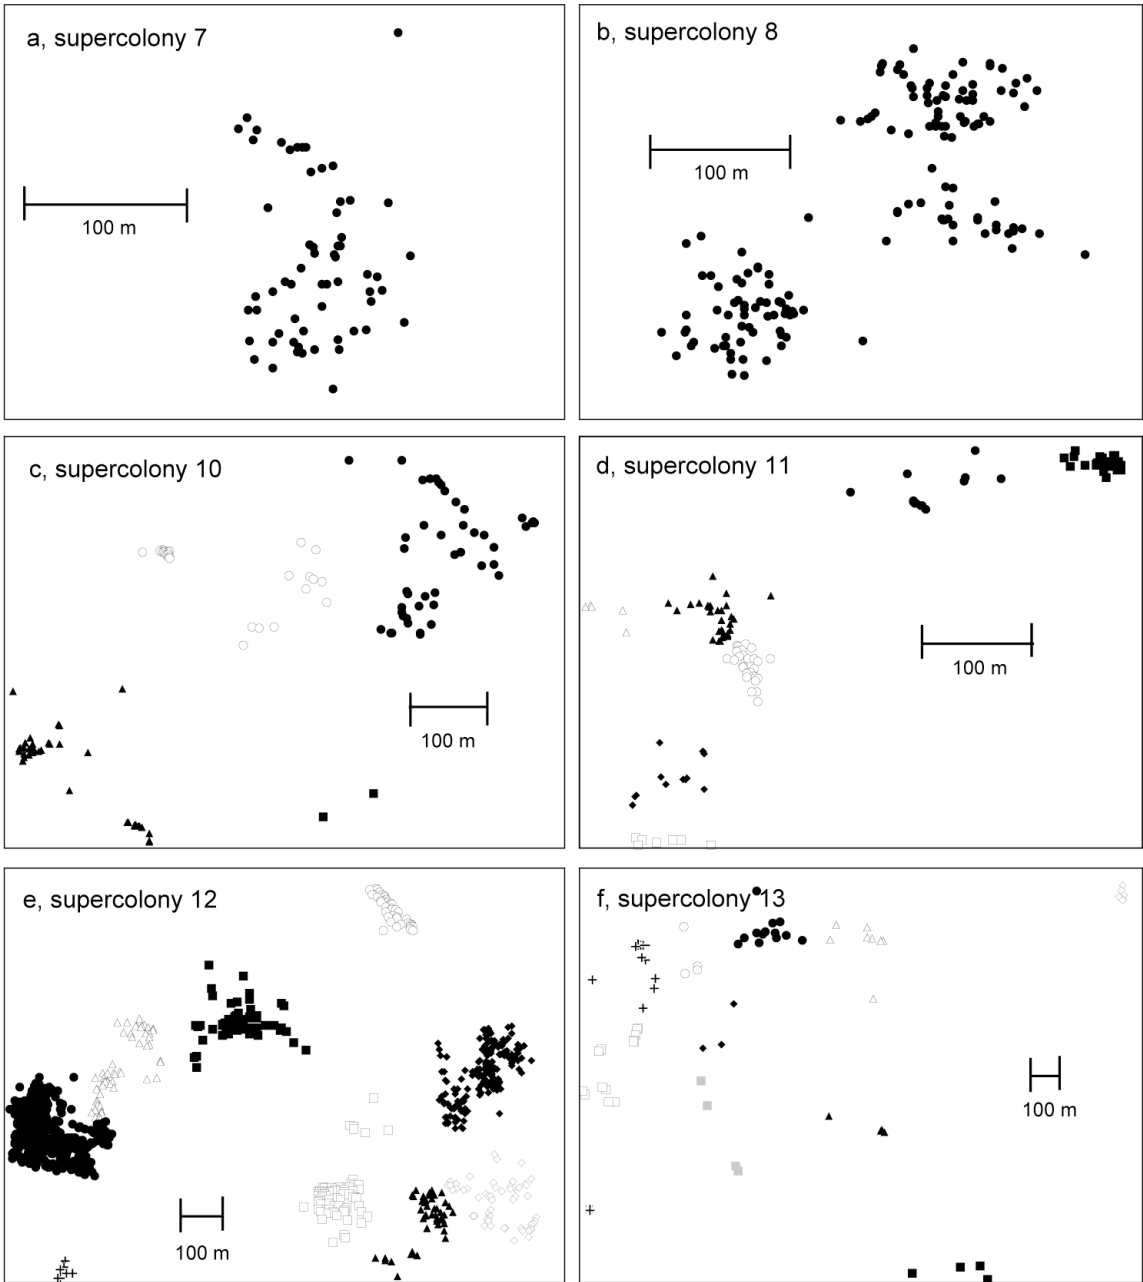 a, supercolony 7
100 m
b, supercolony 8
100 m
c, supercolony 10
100 m
d, supercolony 11
100 m
e, supercolony 12
100 m
f, supercolony 13
100 m